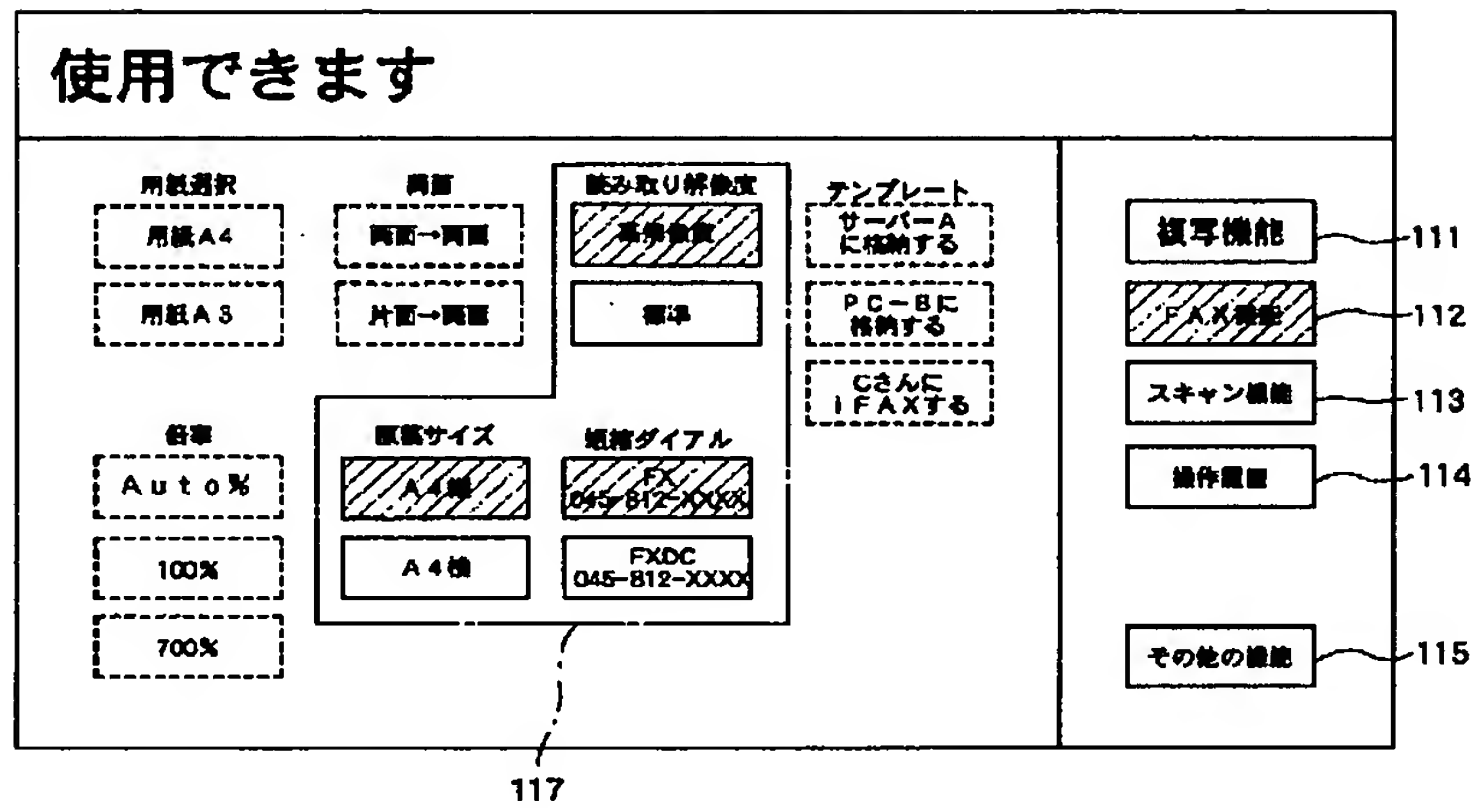 使用できます
用紙選択
用紙A4
用紙A3
両面
両面→両面
片面→両面
読み取り解像度
標準
テンプレート
サーバーA
に格納する
PC-Bに
格納する
Cさんに
iFAXする
倍率
Auto%
100%
700%
原稿サイズ
A4縦
A4横
短縮ダイアル
FX
045-812-XXXX
FXDC
045-812-XXXX
複写機能
FAX機能
スキャン機能
その他の機能
111
112
113
114
115
117